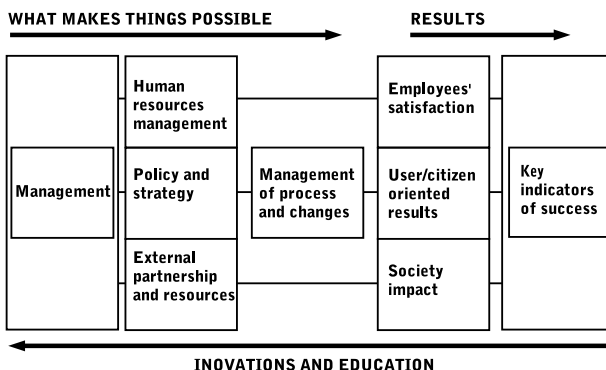 WHAT MAKES THINGS POSSIBLE
RESULTS
Human
resources
management
Employees'
satisfaction
Management
Policy and
strategy
Management
of process
and changes
User/citizen
oriented
results
Key
indicators
of success
External
partnership
and resources
Society
impact
INOVATIONS AND EDUCATION